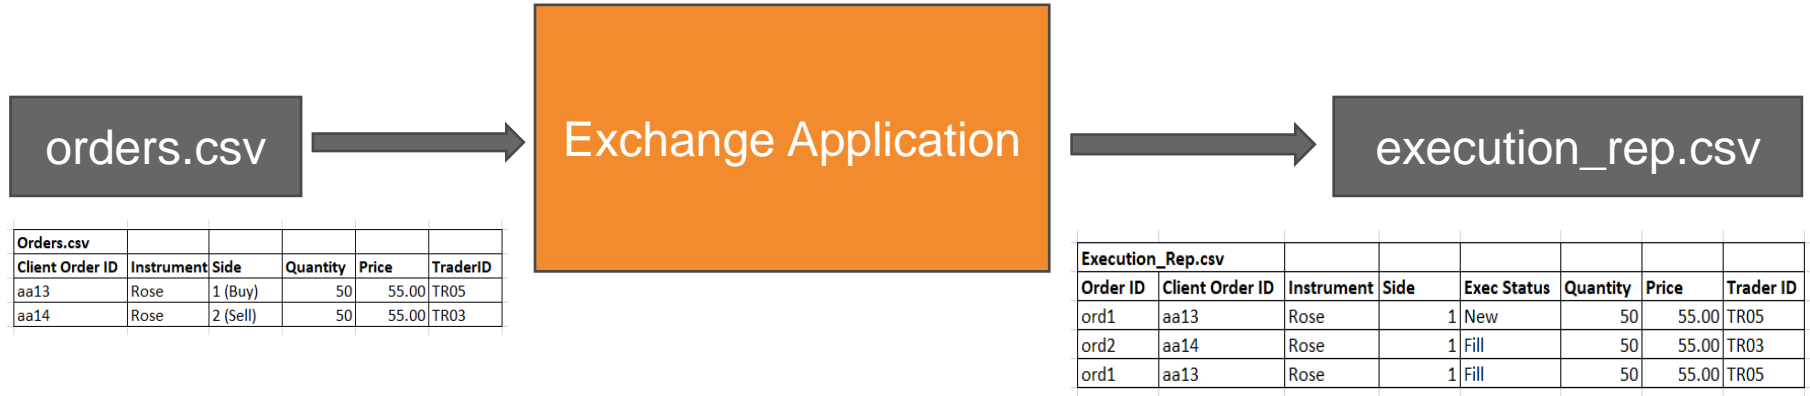 orders.csv
Exchange Application
execution_rep.csv
Orders.csv
Client Order ID Instrument Side Quantity Price TraderID
aa13 Rose 1 (Buy) 50 55.00 TR05
aa14 Rose 2 (Sell) 50 55.00 TR03
Execution_Rep.csv
Order ID Client Order ID Instrument Side Exec Status Quantity Price Trader ID
ord1 aa13 Rose 1 New 50 55.00 TR05
ord2 aa14 Rose 1 Fill 50 55.00 TR03
ord1 aa13 Rose 1 Fill 50 55.00 TR05